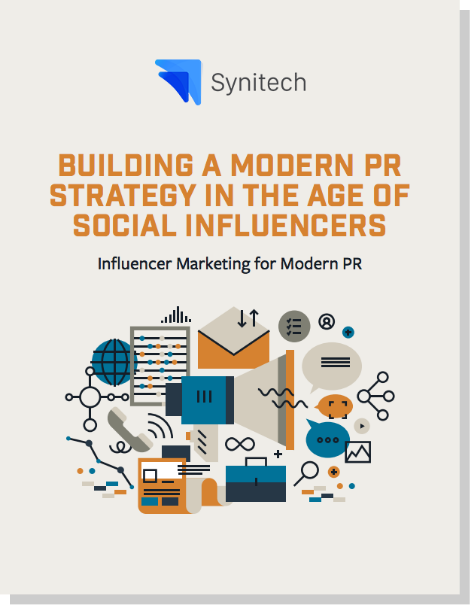 Synitech
BUILDING A MODERN PR
STRATEGY IN THE AGE OF
SOCIAL INFLUENCERS
Influencer Marketing for Modern PR